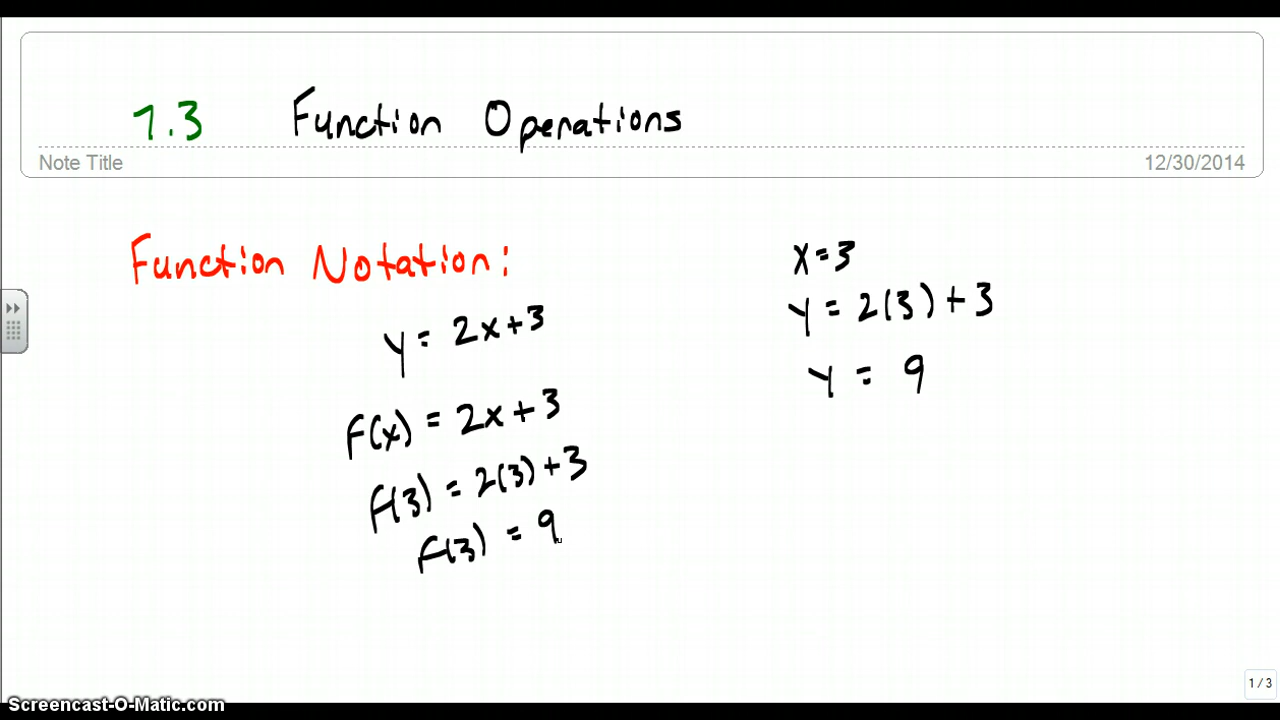 7.3 Function Operations
Note Title
12/30/2014
Function Notation:
y = 2x+3
f(x) = 2x+3
f(3) = 2(3)+3
f(3) = 9
x=3
y = 2(3)+3
y = 9
1 / 3
Screencast-O-Matic.com